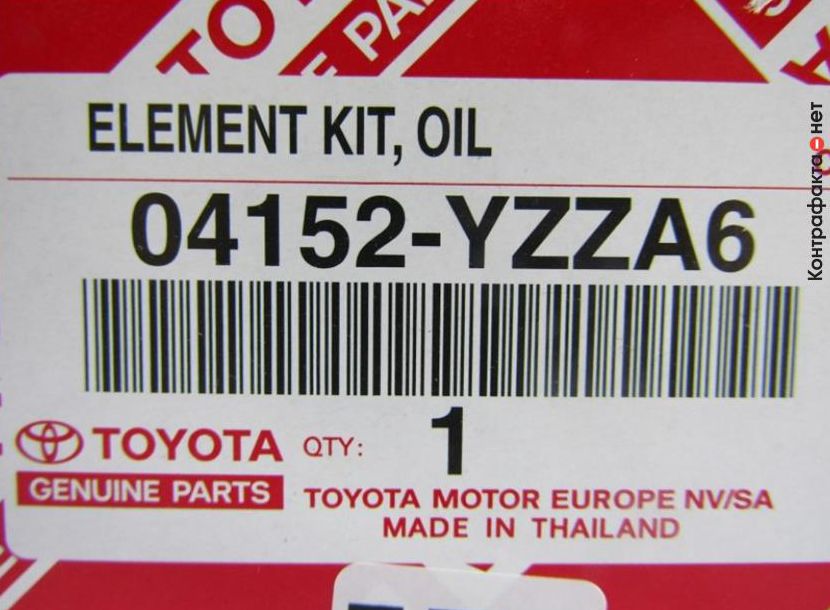 ELEMENT KIT, OIL
04152-YZZA6
TOYOTA QTY: 1
GENUINE PARTS
TOYOTA MOTOR EUROPE NV/SA
MADE IN THAILAND
Контрафакта нет